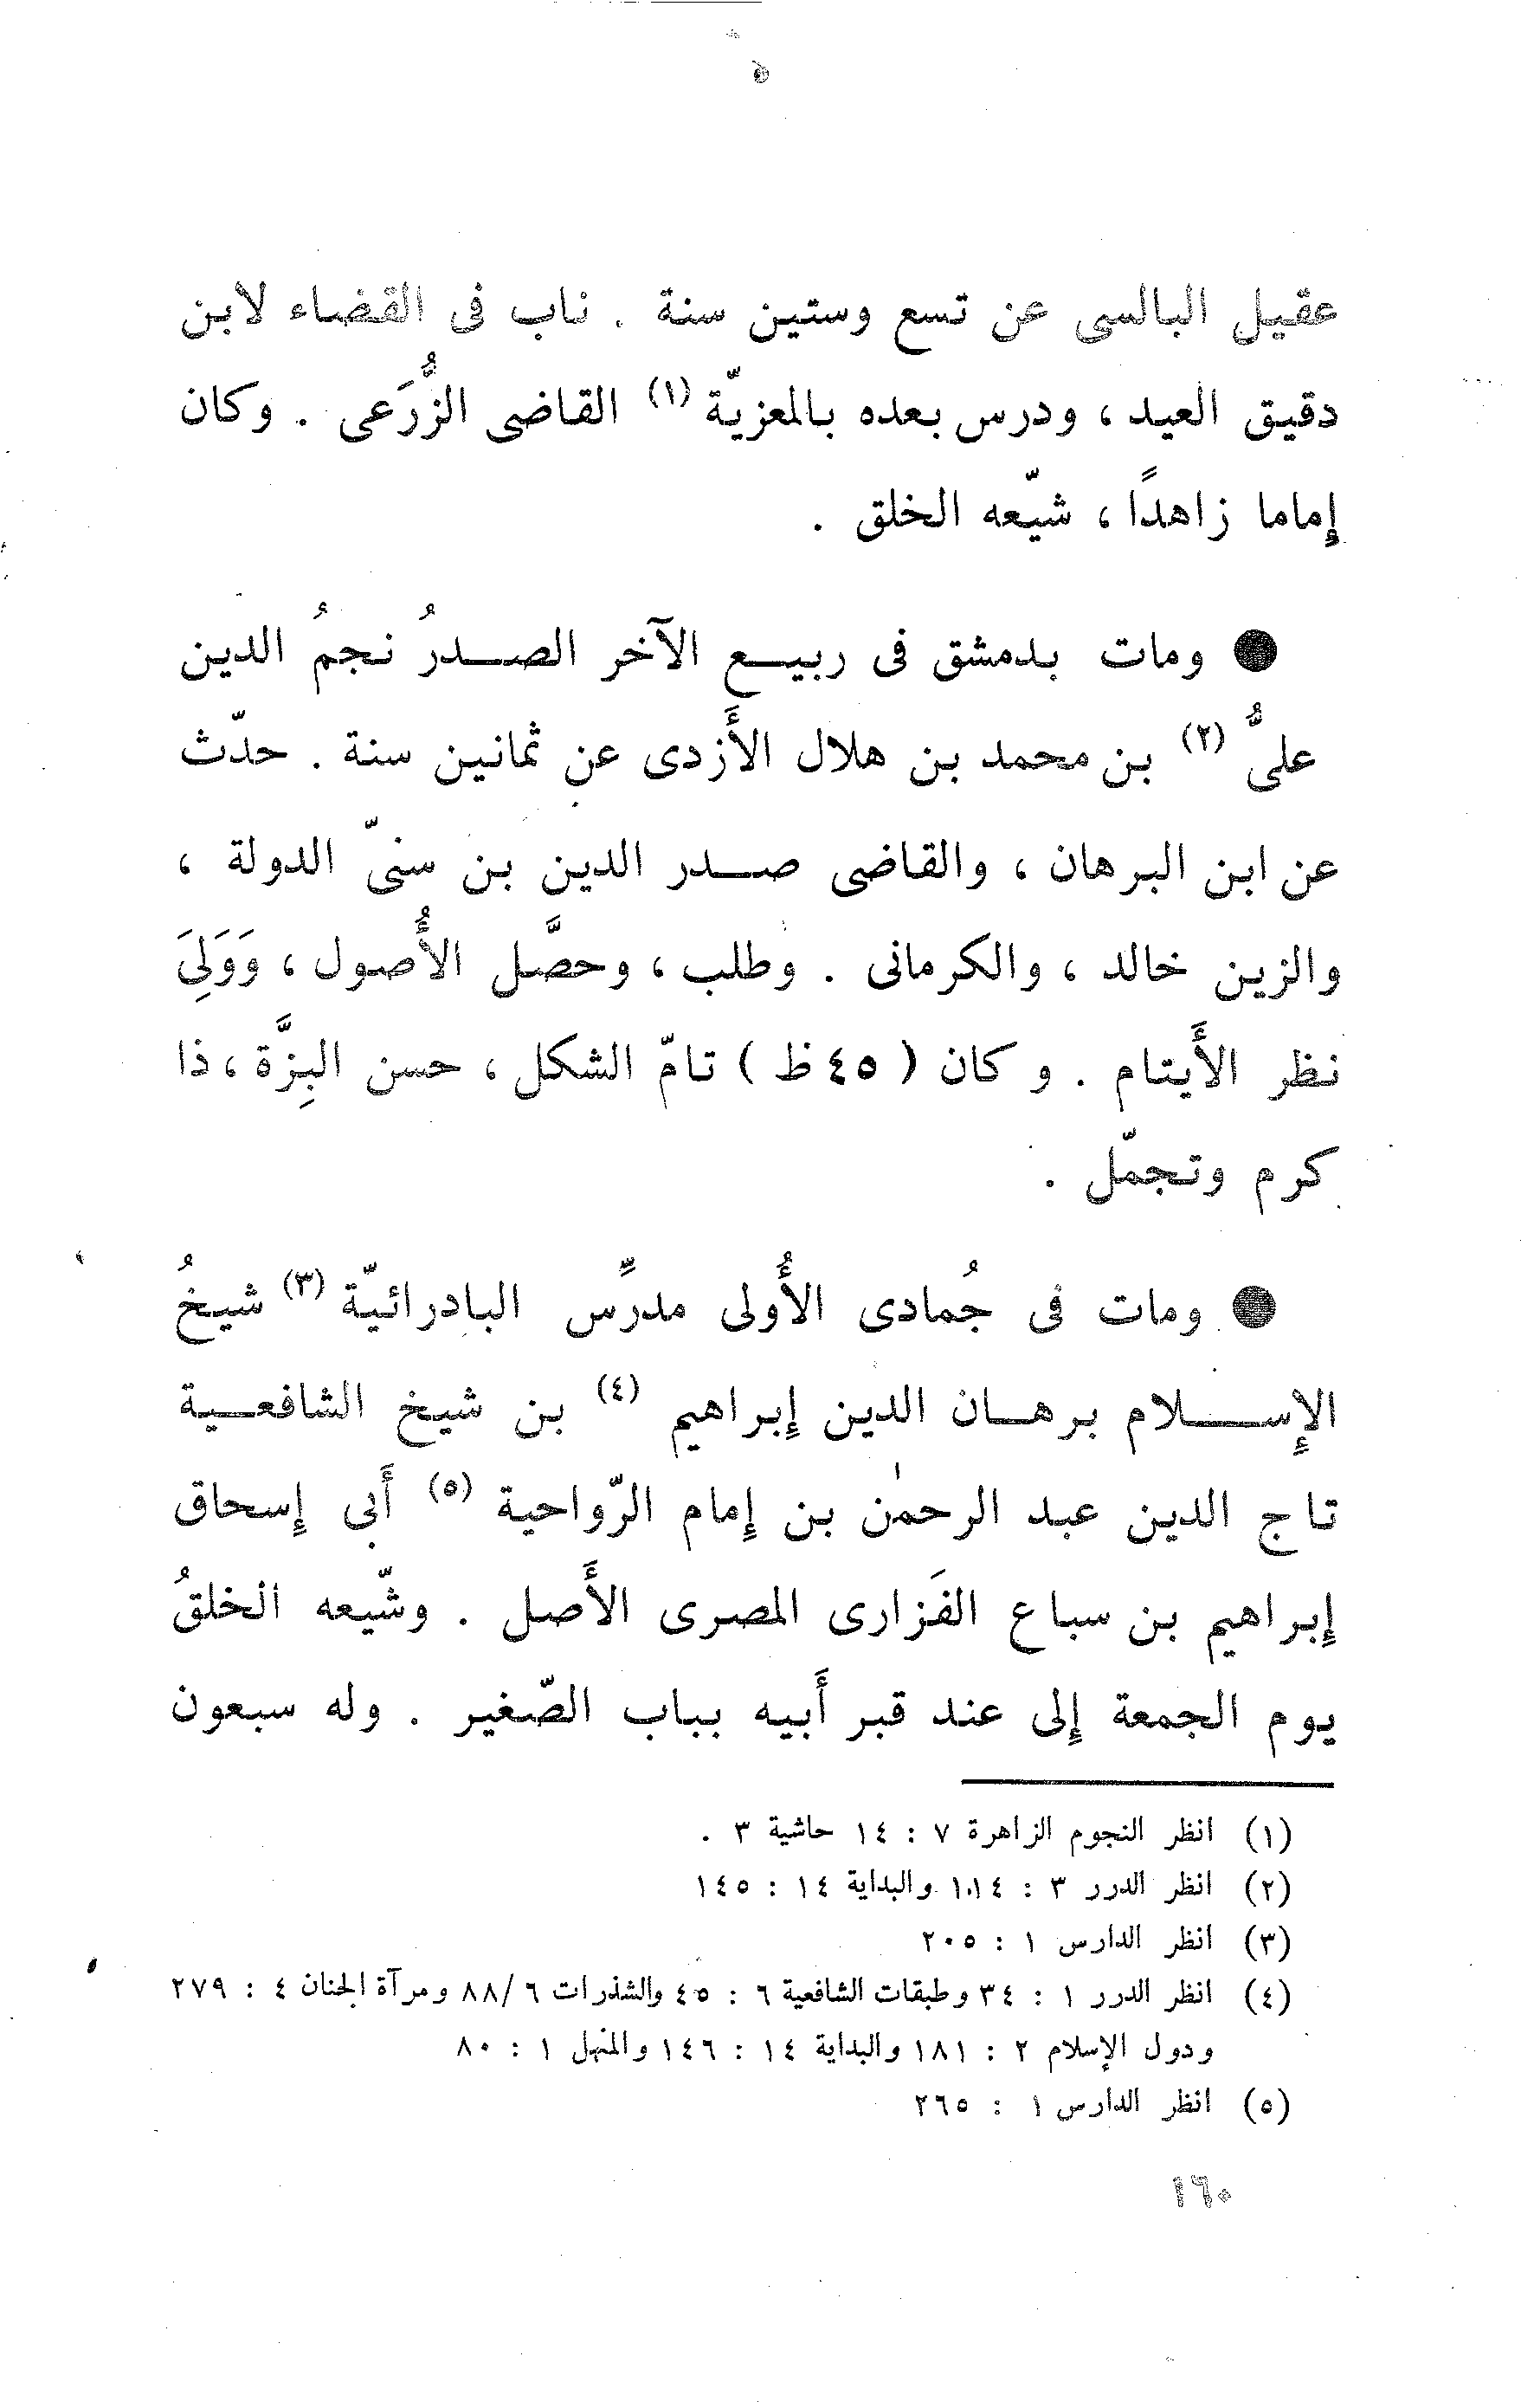 عقيل البالسى عن تسع وستين سنة . ناب فى القضاء لابن
دقيق العيد ، ودرس بعده بالمعزيّة (١) القاضى الزُّرَعى . وكان
إماما زاهدًا ، شيّعه الخلق .
● ومات بدمشق فى ربيع الآخر الصدرُ نجمُ الدين
علىُّ (٢) بن محمد بن هلال الأَزدى عن ثمانين سنة . حدّث
عن ابن البرهان ، والقاضى صدر الدين بن سنىّ الدولة ،
والزين خالد ، والكرمانى . وطلب ، وحصَّل الأُصول ، وَوَلِىَ
نظر الأَيتام . وكان ( ٤٥ ظ ) تامّ الشكل ، حسن البِزَّة ، ذا
كرم وتجمّل .
● ومات فى جُمادى الأُولى مدرِّس البادرائيّة (٣) شيخُ
الإسلام برهان الدين إبراهيم (٤) بن شيخ الشافعية
تاج الدين عبد الرحمٰن بن إمام الرّواحية (٥) أَبى إسحاق
إبراهيم بن سباع الفَزارى المصرى الأَصل . وشّيعه الخلقُ
يوم الجمعة إلى عند قبر أَبيه بباب الصّغير . وله سبعون
(١) انظر النجوم الزاهرة ٧ : ١٤ حاشية ٣ .
(٢) انظر الدرر ٣ : ١١٤ والبداية ١٤ : ١٤٥
(٣) انظر الدارس ١ : ٢٠٥
(٤) انظر الدرر ١ : ٣٤ وطبقات الشافعية ٦ : ٤٥ والشذرات ٨٨/٦ ومرآة الجنان ٤ : ٢٧٩
ودول الإسلام ٢ : ١٨١ والبداية ١٤ : ١٤٦ والمنهل ١ : ٨٠
(٥) انظر الدارس ١ : ٢٦٥
١٦٠